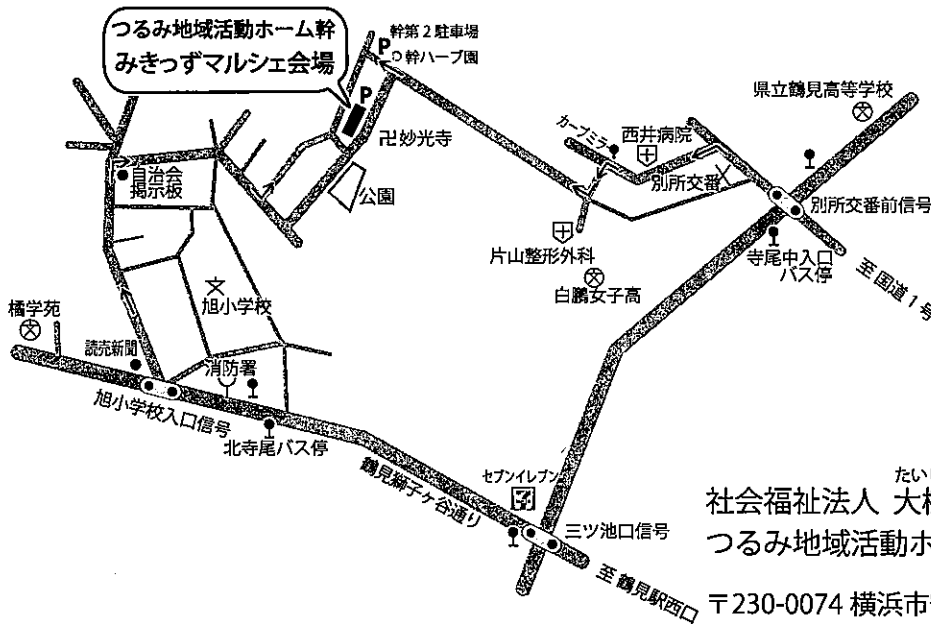 つるみ地域活動ホーム幹
みきっずマルシェ会場
幹第2駐車場
P
幹ハーブ園
P
卍妙光寺
公園
自治会
掲示板
カーブミラー
西井病院
別所交番
県立鶴見高等学校
文
別所交番前信号
寺尾中入口
バス停
至国道1号
片山整形外科
文
白鵬女子高
文
旭小学校
橘学苑
文
読売新聞
消防署
旭小学校入口信号
北寺尾バス停
鶴見獅子ヶ谷通り
セブンイレブン
三ツ池口信号
至 鶴見駅西口
社会福祉法人
つるみ地域活動ホ
〒230-0074 横浜市